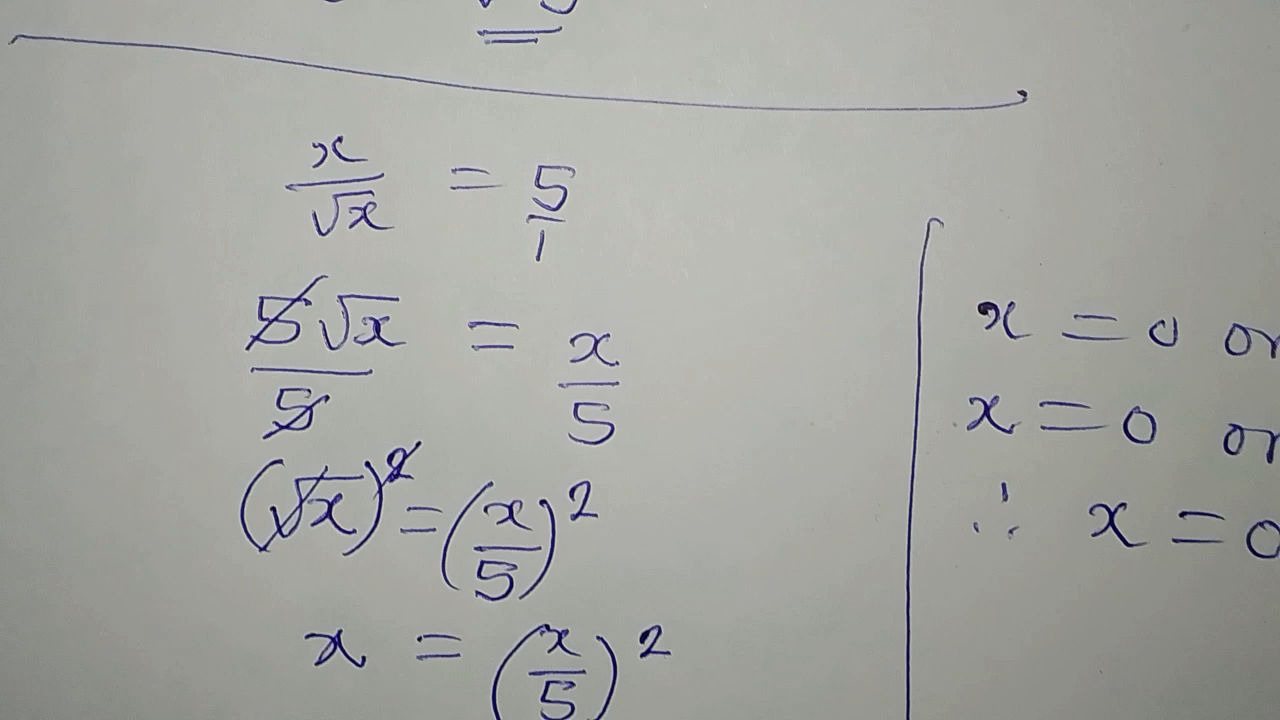 x/√x = 5/1
5√x/5 = x/5
(√x)² = (x/5)²
x = (x/5)²
x = 0 or
x = 0 or
∴ x = 0